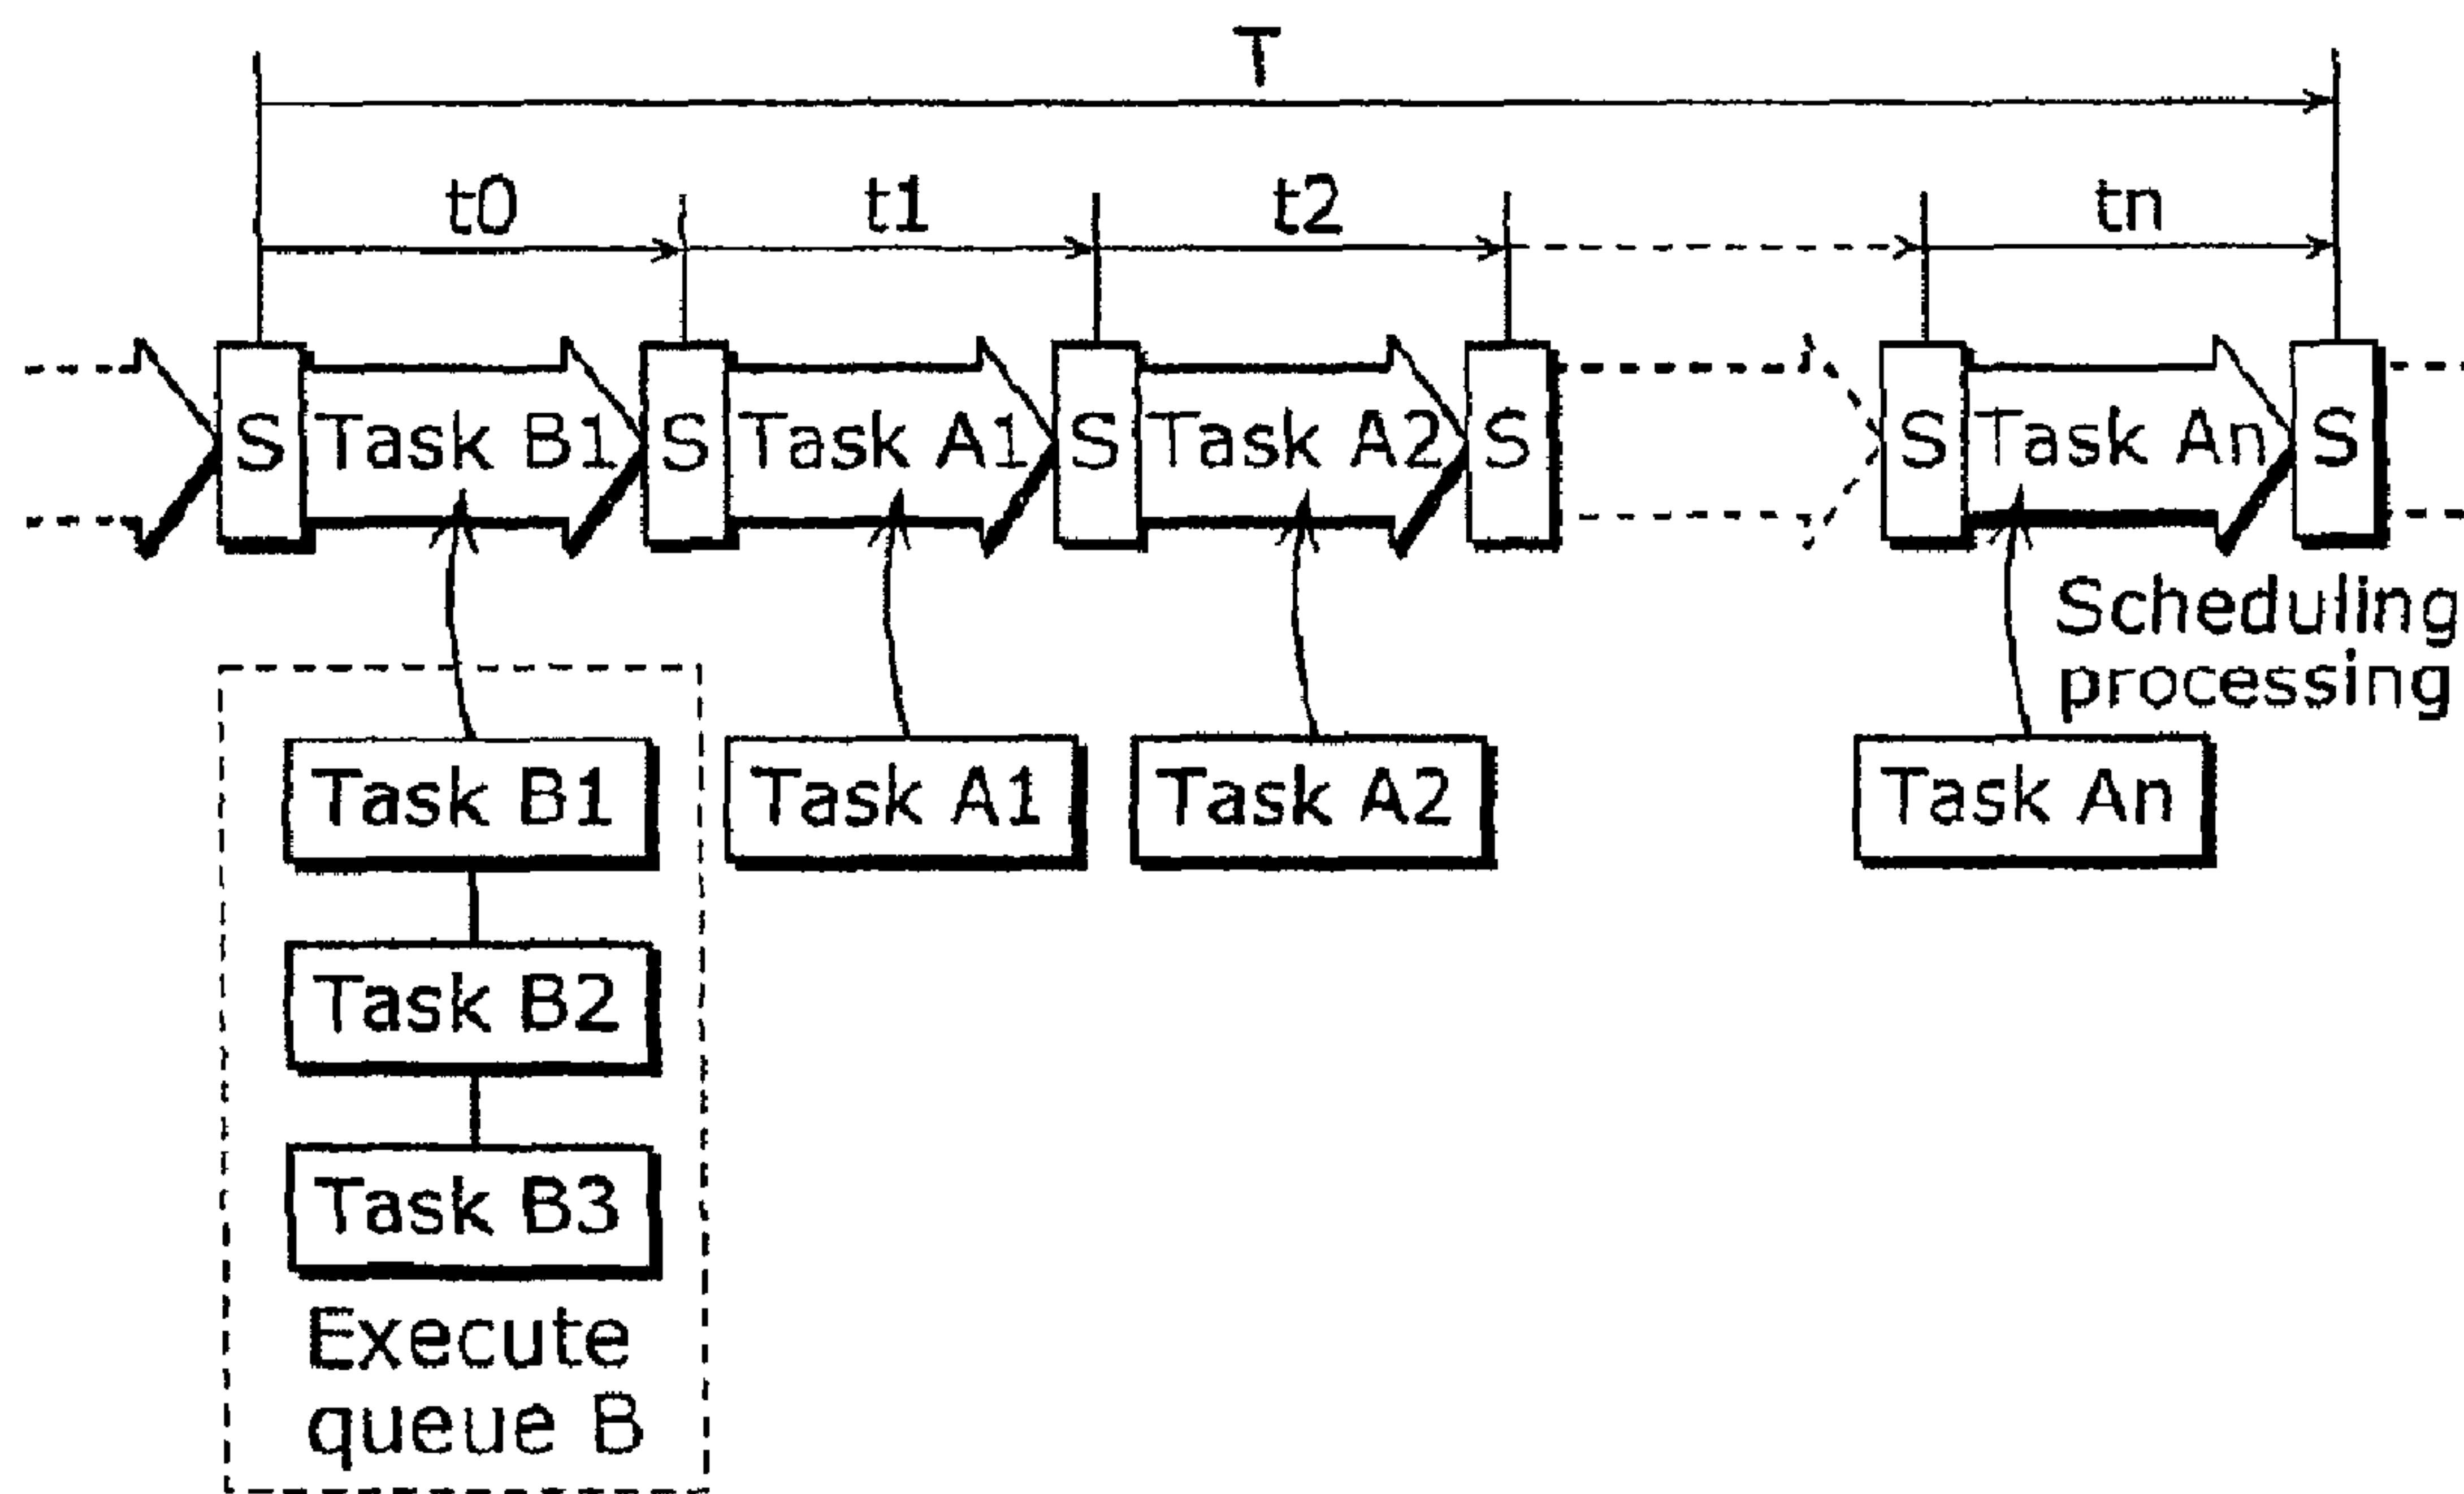 T
t0 t1 t2 tn
S Task B1 S Task A1 S Task A2 S S Task An S
Scheduling
processing
Task B1 Task A1 Task A2 Task An
Task B2
Task B3
Execute
queue B